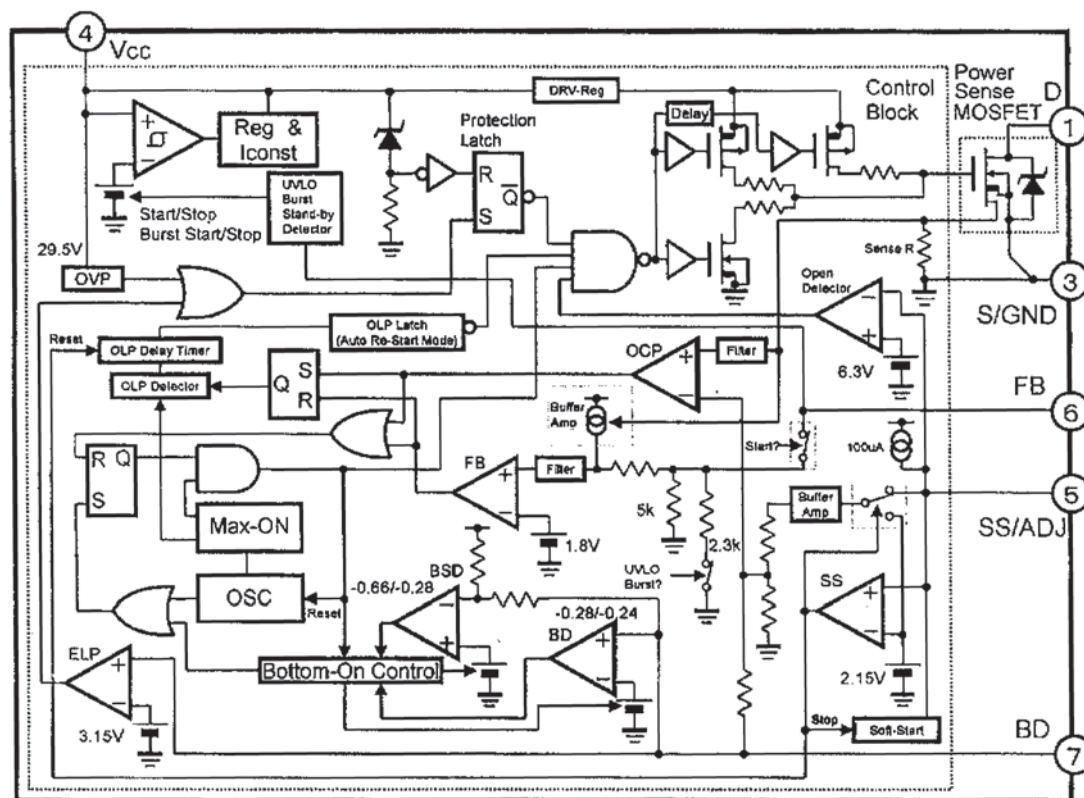 4
Vcc
DRV-Reg
Control
Block
Power
Sense
MOSFET
D
1
+
−
Reg &
Iconst
Protection
Latch
Delay
R
Q
S
UVLO
Burst
Stand-by
Detector
Start/Stop
Burst Start/Stop
29.5V
OVP
Sense R
3
S/GND
Open
Detector
−
+
6.3V
OLP Latch
(Auto Re-Start Mode)
Reset
OLP Delay Timer
OLP Detector
Q
S
R
OCP
+
−
Filter
FB
6
Buffer
Amp
Start?
100uA
R
Q
S
FB
+
−
Filter
5k
2.3k
1.8V
Buffer
Amp
5
SS/ADJ
Max-ON
OSC
Reset
BSD
-0.66/-0.28
−
+
UVLO
Burst?
-0.28/-0.24
BD
+
−
SS
+
−
2.15V
ELP
+
−
3.15V
Bottom-On Control
Stop
Soft-Start
BD
7